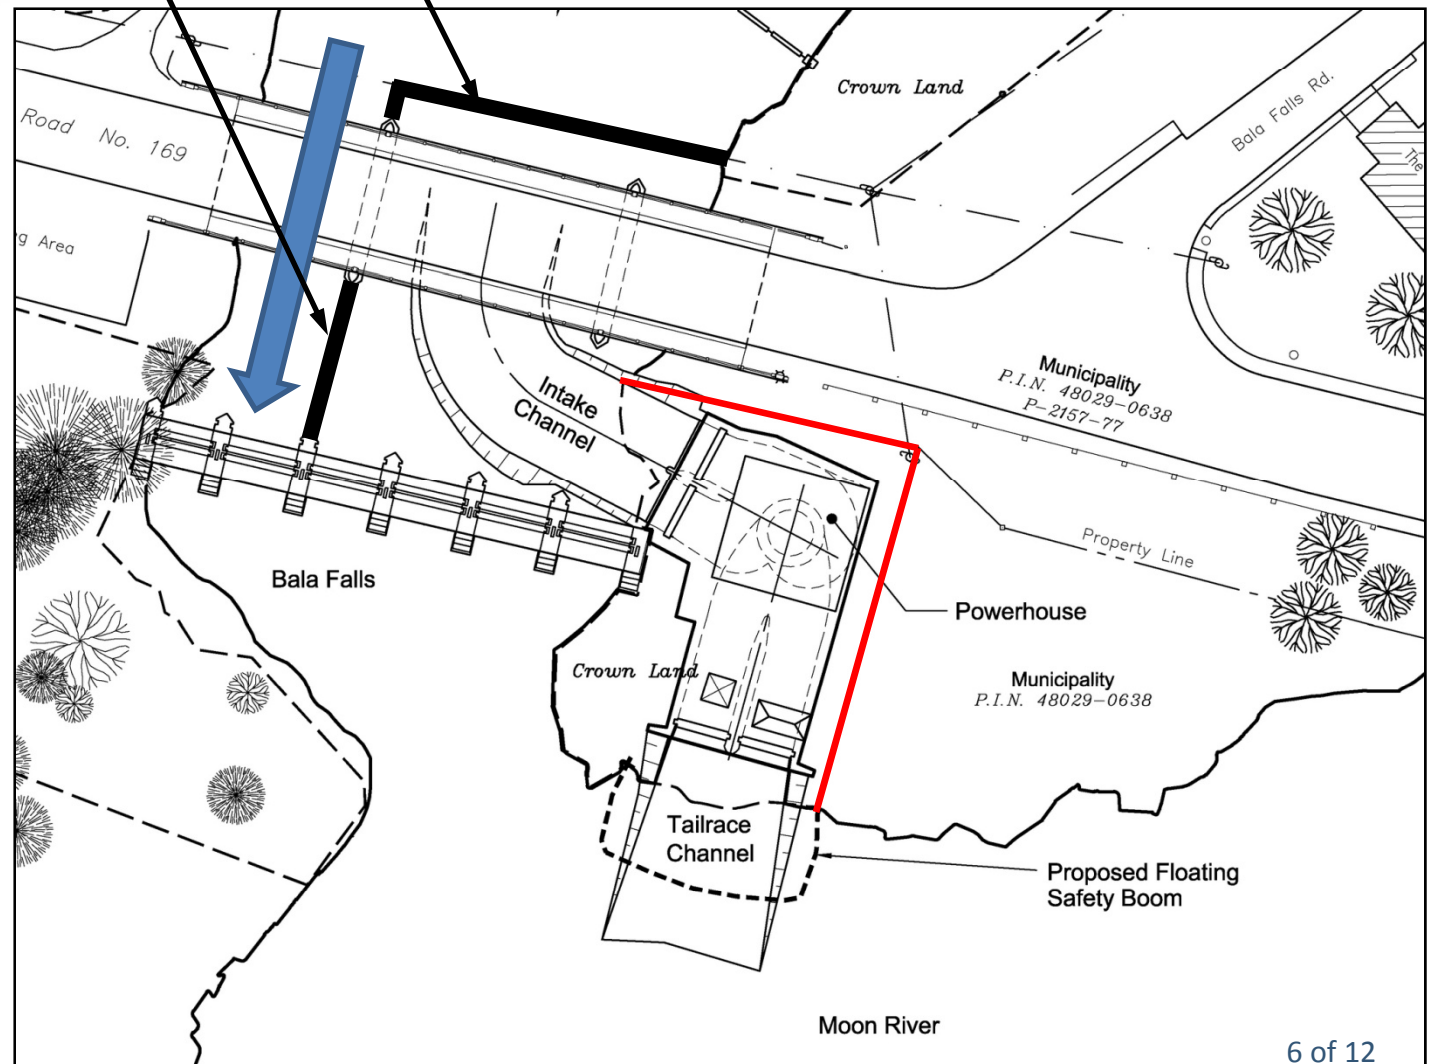 Crown Land
Bala Falls Rd.
The
Road No. 169
g Area
Municipality
P.I.N. 48029-0638
P-2157-77
Intake
Channel
Property Line
Bala Falls
Powerhouse
Crown Land
Municipality
P.I.N. 48029-0638
Tailrace
Channel
Proposed Floating
Safety Boom
Moon River
6 of 12